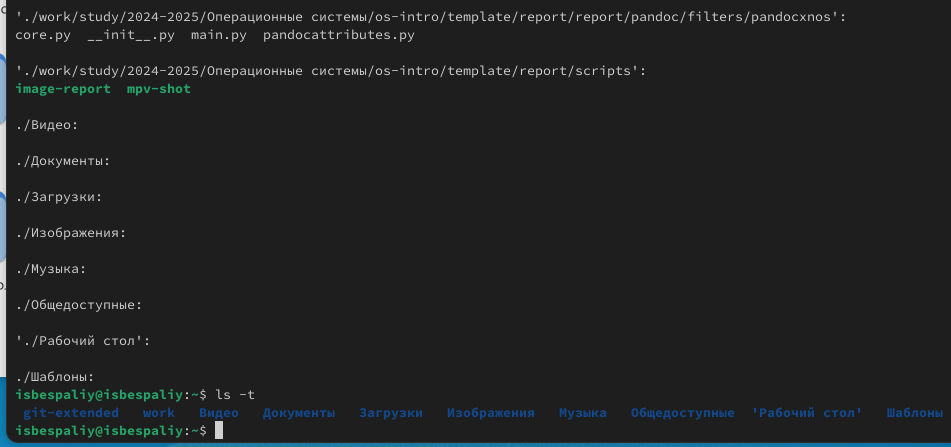 './work/study/2024-2025/Операционные системы/os-intro/template/report/report/pandoc/filters/pandocxnos':
core.py  __init__.py  main.py  pandocattributes.py
'./work/study/2024-2025/Операционные системы/os-intro/template/report/scripts':
image-report  mpv-shot
./Видео:
./Документы:
./Загрузки:
./Изображения:
./Музыка:
./Общедоступные:
'./Рабочий стол':
./Шаблоны:
isbespaliy@isbespaliy:~$ ls -t
git-extended  work  Видео  Документы  Загрузки  Изображения  Музыка  Общедоступные  'Рабочий стол'  Шаблоны
isbespaliy@isbespaliy:~$